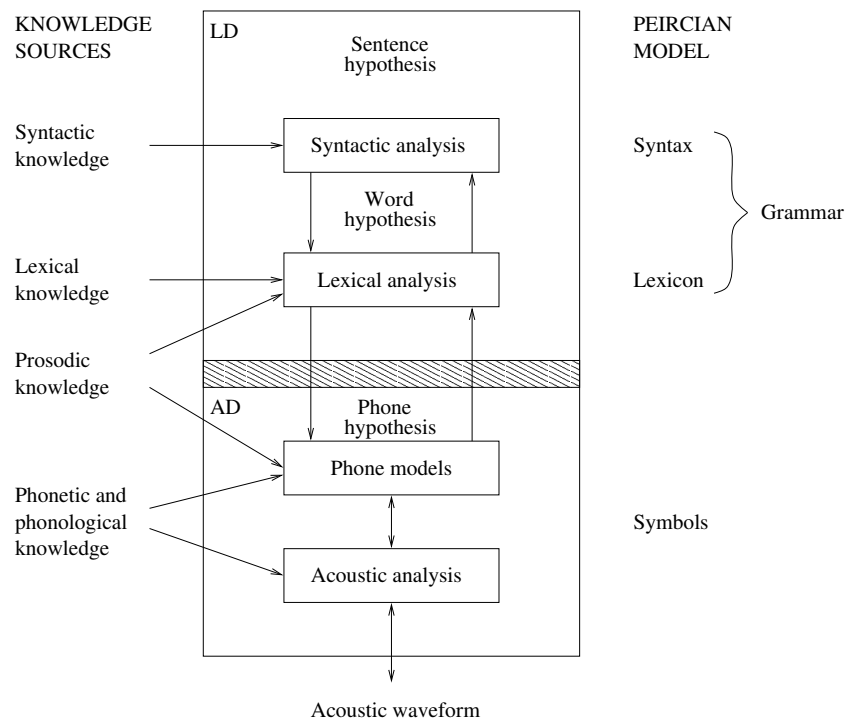 KNOWLEDGE
SOURCES
LD
Sentence
hypothesis
PEIRCIAN
MODEL
Syntactic
knowledge
Syntactic analysis
Syntax
Word
hypothesis
Grammar
Lexical
knowledge
Lexical analysis
Lexicon
Prosodic
knowledge
AD
Phone
hypothesis
Phone models
Phonetic and
phonological
knowledge
Symbols
Acoustic analysis
Acoustic waveform